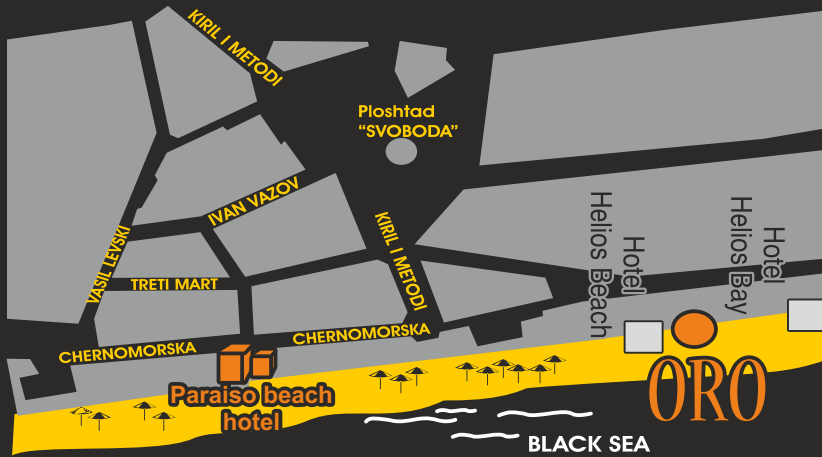 KIRIL I METODI
Ploshtad
“SVOBODA”
IVAN VAZOV
KIRIL I METODI
VASIL LEVSKI
TRETI MART
Hotel
Helios Beach
Hotel
Helios Bay
CHERNOMORSKA
CHERNOMORSKA
Paraiso beach
hotel
ORO
BLACK SEA